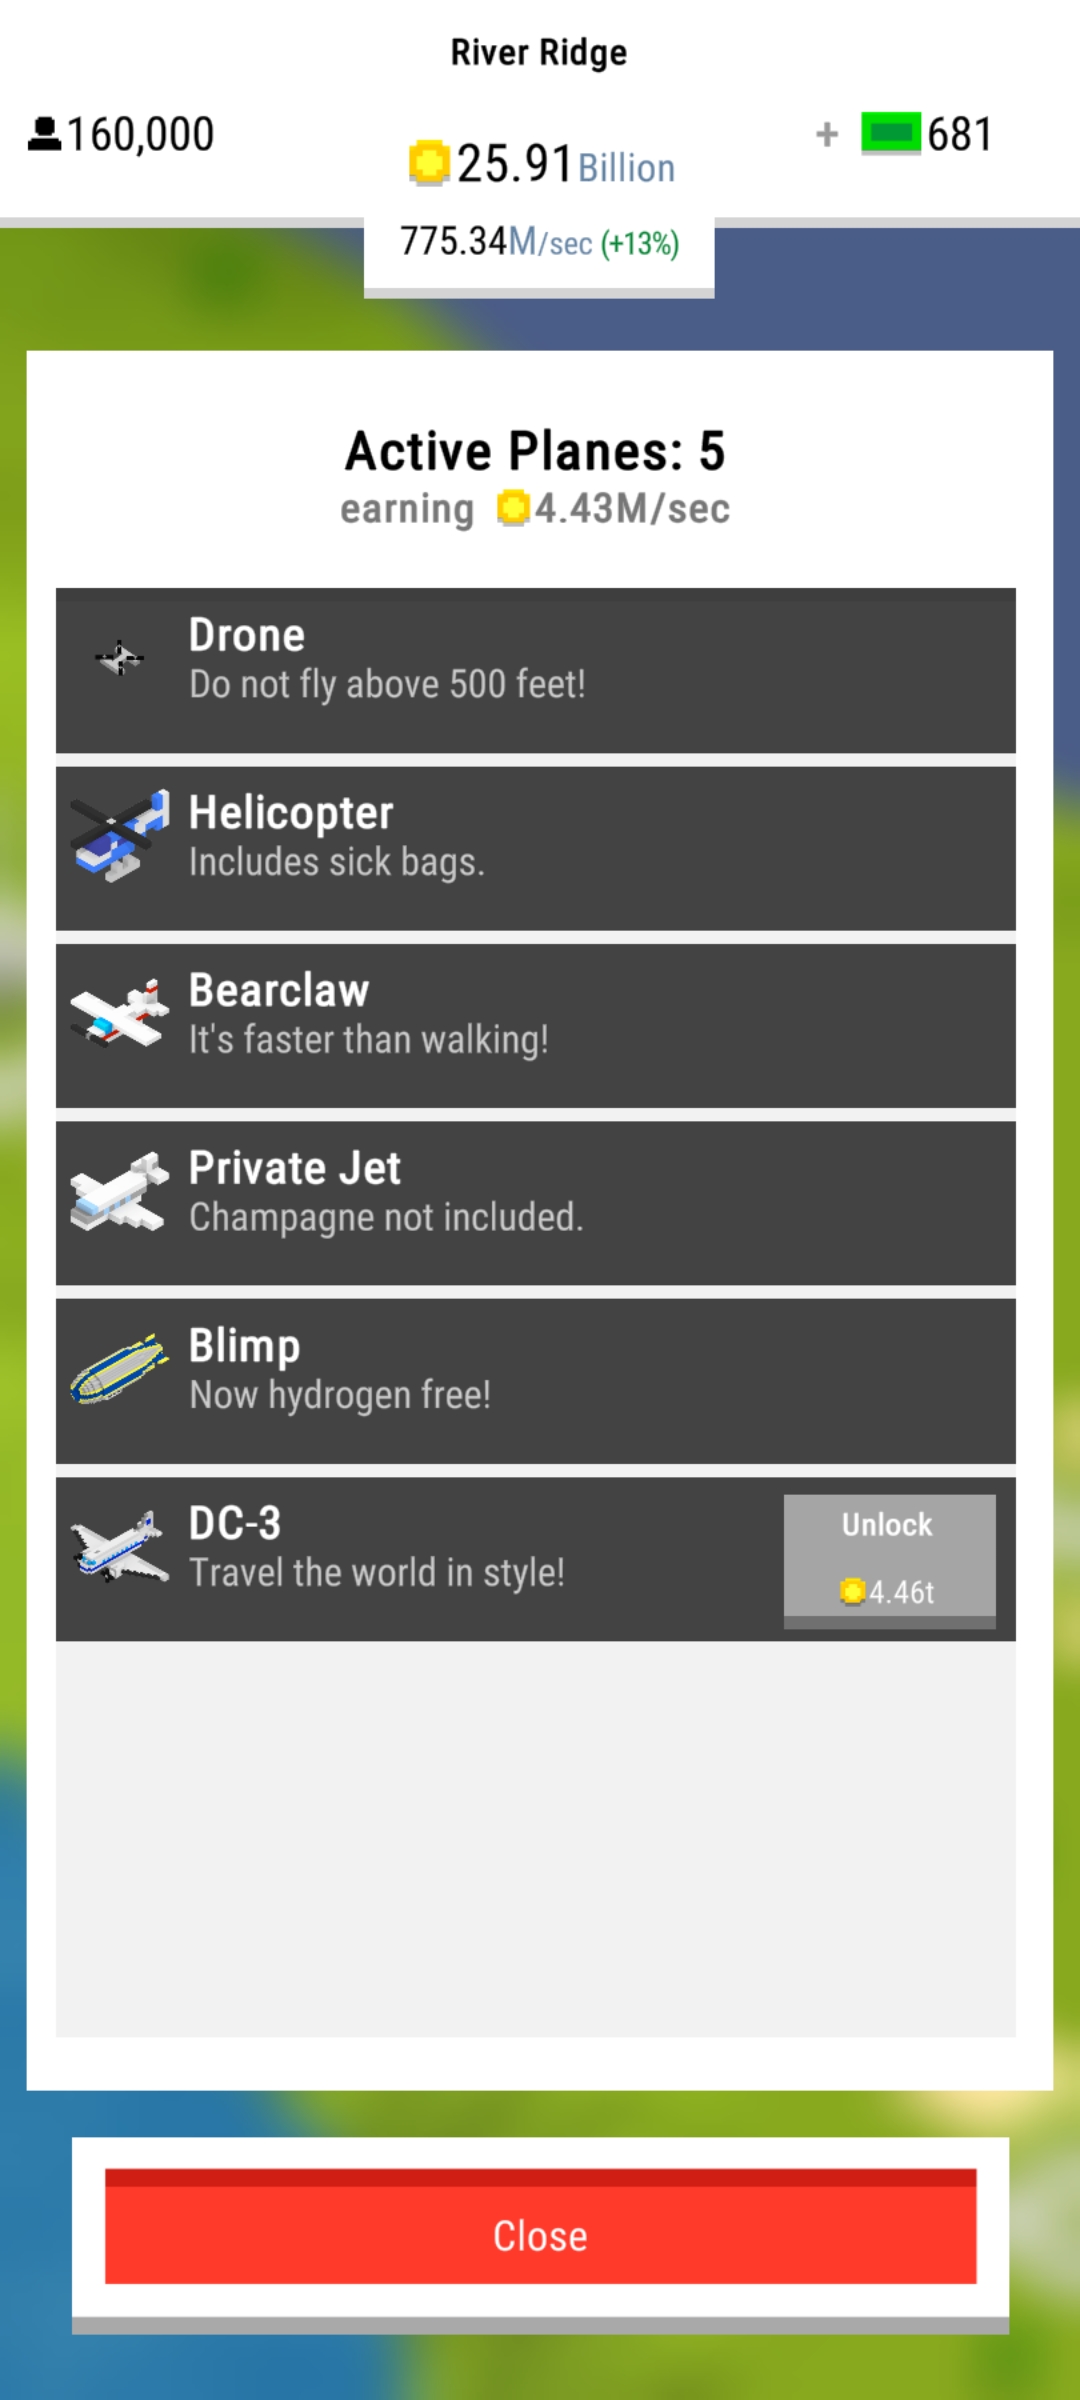 River Ridge
160,000
25.91 Billion
+ 681
775.34M/sec (+13%)
Active Planes: 5
earning 4.43M/sec
Drone
Do not fly above 500 feet!
Helicopter
Includes sick bags.
Bearclaw
It's faster than walking!
Private Jet
Champagne not included.
Blimp
Now hydrogen free!
DC-3
Travel the world in style!
Unlock
4.46t
Close